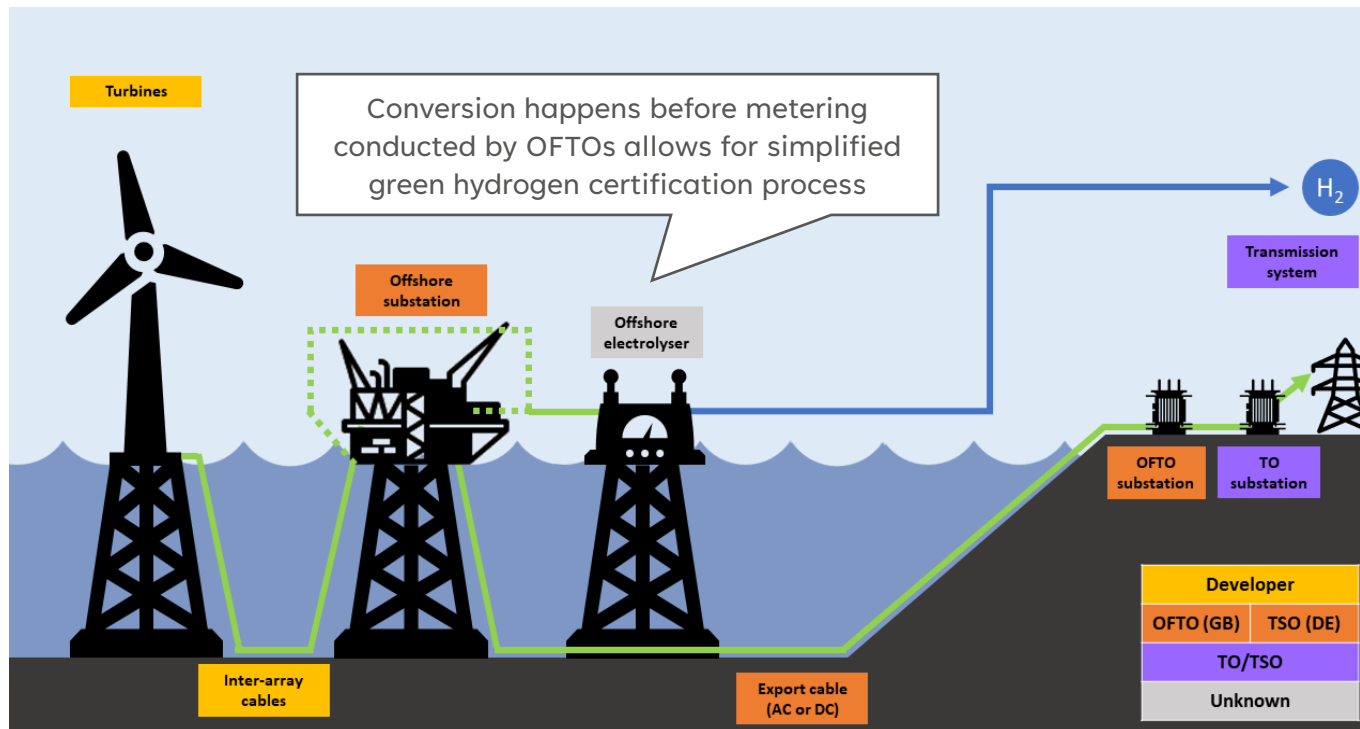 Turbines
Conversion happens before metering
conducted by OFTOs allows for simplified
green hydrogen certification process
H₂
Transmission
system
Offshore
substation
Offshore
electrolyser
OFTO
substation
TO
substation
Inter-array
cables
Export cable
(AC or DC)
Developer
OFTO (GB) TSO (DE)
TO/TSO
Unknown